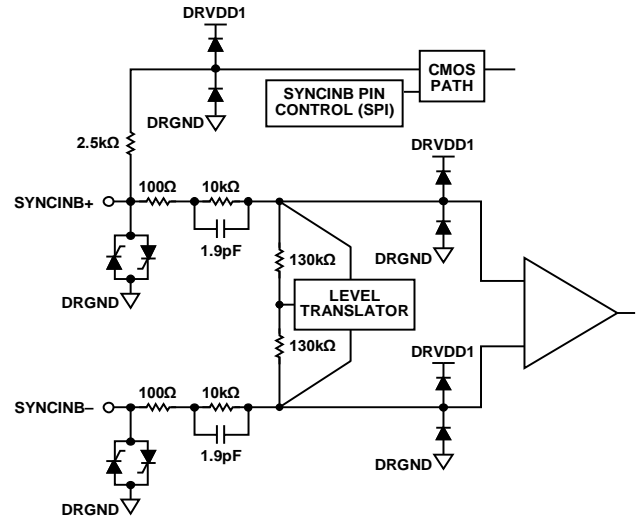 DRVDD1
CMOS
PATH
SYNCINB PIN
CONTROL (SPI)
DRGND
2.5kΩ
DRVDD1
SYNCINB+
100Ω
10kΩ
1.9pF
DRGND
130kΩ
DRGND
LEVEL
TRANSLATOR
130kΩ
DRVDD1
SYNCINB–
100Ω
10kΩ
1.9pF
DRGND
DRGND